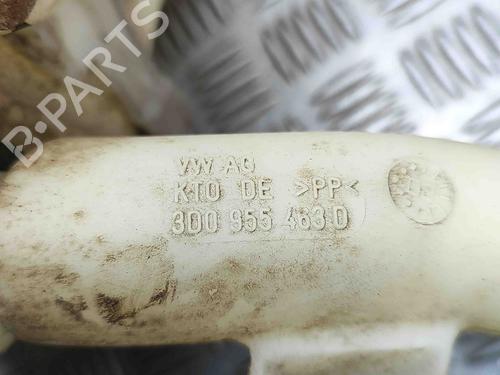 B-PARTS
VW AG
KTO DE >PP<
3D0 955 463 D